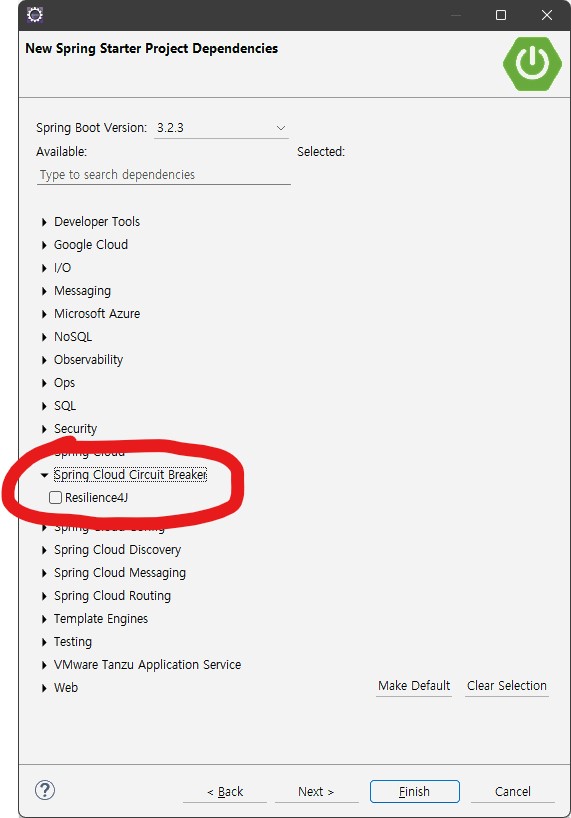 New Spring Starter Project Dependencies
Spring Boot Version: 3.2.3
Available: Selected:
Type to search dependencies
Developer Tools
Google Cloud
I/O
Messaging
Microsoft Azure
NoSQL
Observability
Ops
SQL
Security
Spring Cloud
Spring Cloud Circuit Breaker
Resilience4J
Spring Cloud Config
Spring Cloud Discovery
Spring Cloud Messaging
Spring Cloud Routing
Template Engines
Testing
VMware Tanzu Application Service
Web
Make Default Clear Selection
? < Back Next > Finish Cancel